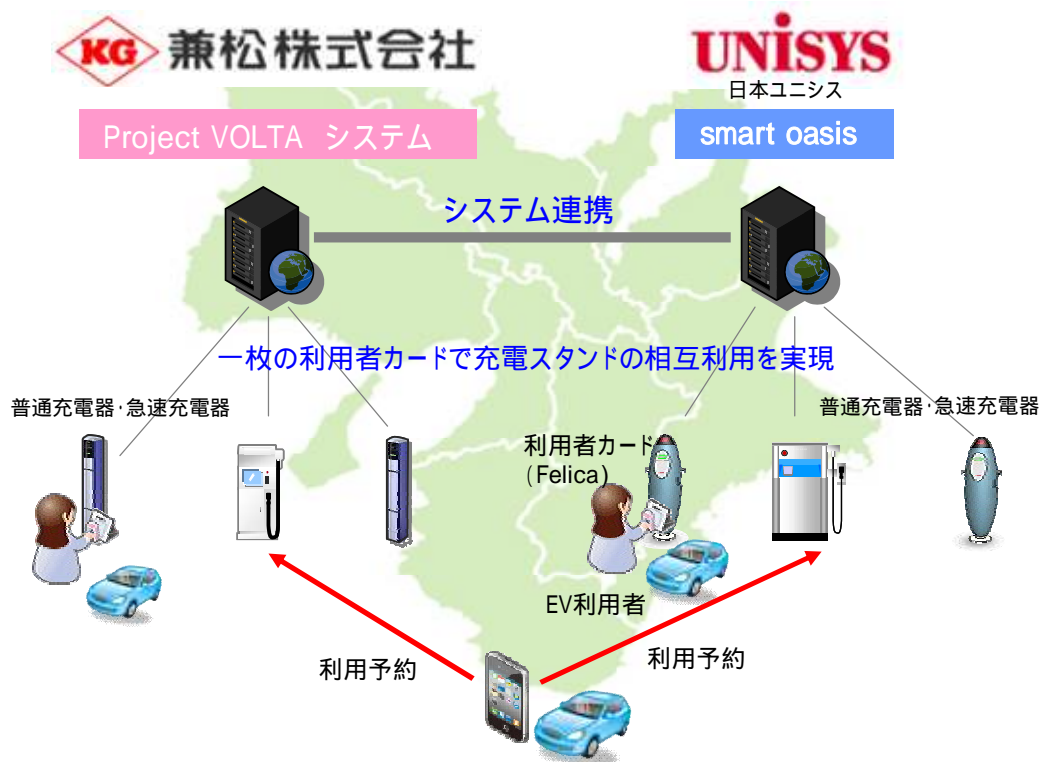 KG 兼松株式会社
UNiSYS
日本ユニシス
Project VOLTA システム
smart oasis
システム連携
一枚の利用者カードで充電スタンドの相互利用を実現
普通充電器・急速充電器
普通充電器・急速充電器
利用者カード
(Felica)
EV利用者
利用予約
利用予約